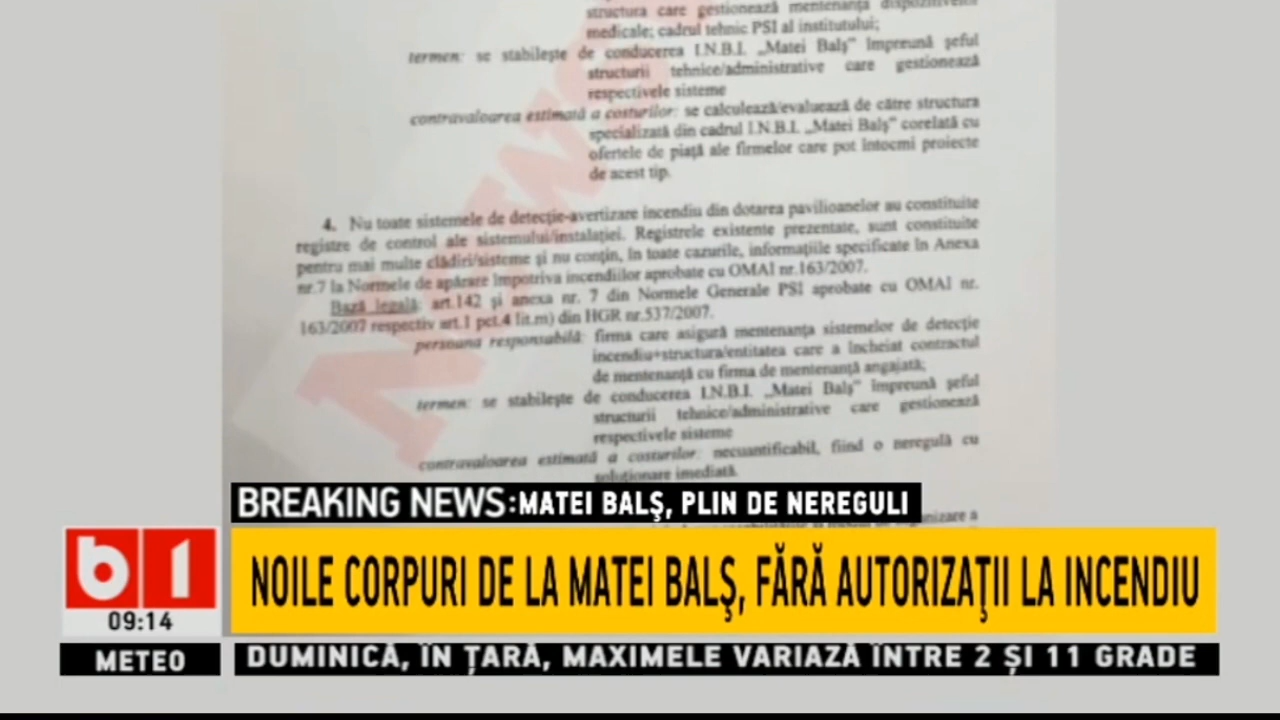 structura care gestionează mentenanța dispozitivelor
medicale; cadrul tehnic PSI al institutului;
termen: se stabilește de conducerea I.N.B.I. „Matei Balș" împreună șeful
structurii tehnice/administrative care gestionează
respectivele sisteme
contravaloarea estimată a costurilor: se calculează/evaluează de către structura
specializată din cadrul I.N.B.I. „Matei Balș" corelată cu
ofertele de piață ale firmelor care pot întocmi proiecte
de acest tip.
4. Nu toate sistemele de detecție-avertizare incendiu din dotarea pavilioanelor au constituite
registre de control ale sistemului/instalației. Registrele existente prezentate, sunt constituite
pentru mai multe clădiri/sisteme și nu conțin, în toate cazurile, informațiile specificate în Anexa
nr.7 la Normele de apărare împotriva incendiilor aprobate cu OMAI nr.163/2007.
Bază legală: art.142 și anexa nr. 7 din Normele Generale PSI aprobate cu OMAI nr.
163/2007 respectiv art.1 pct.4 lit.m) din HGR nr.537/2007.
persoana responsabilă: firma care asigură mentenanța sistemelor de detecție
incendiu+structura/entitatea care a încheiat contractul
de mentenanță cu firma de mentenanță angajată;
termen: se stabilește de conducerea I.N.B.I. „Matei Balș" împreună șeful
structurii tehnice/administrative care gestionează
respectivele sisteme
contravaloarea estimată a costurilor: necuantificabil, fiind o neregulă cu
soluționare imediată.
News
BREAKING NEWS: MATEI BALŞ, PLIN DE NEREGULI
b1
NOILE CORPURI DE LA MATEI BALŞ, FĂRĂ AUTORIZAŢII LA INCENDIU
09:14
METEO
DUMINICĂ, ÎN ȚARĂ, MAXIMELE VARIAZĂ ÎNTRE 2 ȘI 11 GRADE